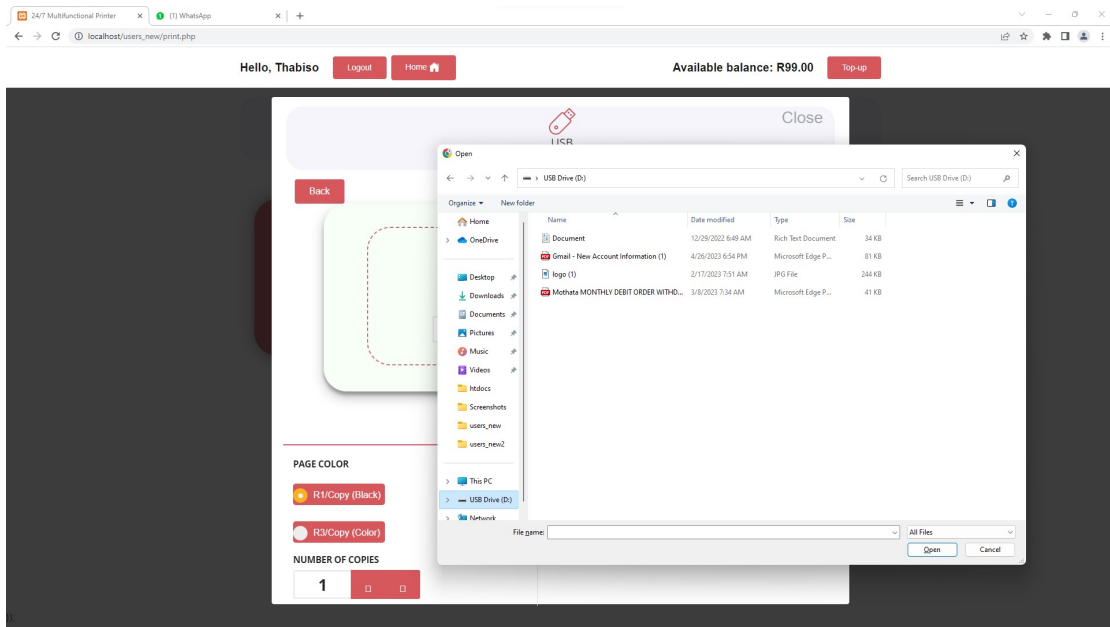 24/7 Multifunctional Printer
(1) WhatsApp
localhost/users_new/print.php
Hello, Thabiso
Logout
Home
Available balance: R99.00
Top-up
USB
Close
Back
Open
USB Drive (D:)
Search USB Drive (D:)
Organize
New folder
Name
Date modified
Type
Size
Home
OneDrive
Desktop
Downloads
Documents
Pictures
Music
Videos
htdocs
Screenshots
users_new
users_new2
This PC
USB Drive (D:)
Network
Document 12/29/2022 6:49 AM Rich Text Document 34 KB
Gmail - New Account Information (1) 4/26/2023 6:54 PM Microsoft Edge P... 81 KB
logo (1) 2/17/2023 7:51 AM JPG File 244 KB
Mothata MONTHLY DEBIT ORDER WITHD... 3/8/2023 7:34 AM Microsoft Edge P... 41 KB
File name:
All Files
Open
Cancel
PAGE COLOR
R1/Copy (Black)
R3/Copy (Color)
NUMBER OF COPIES
1